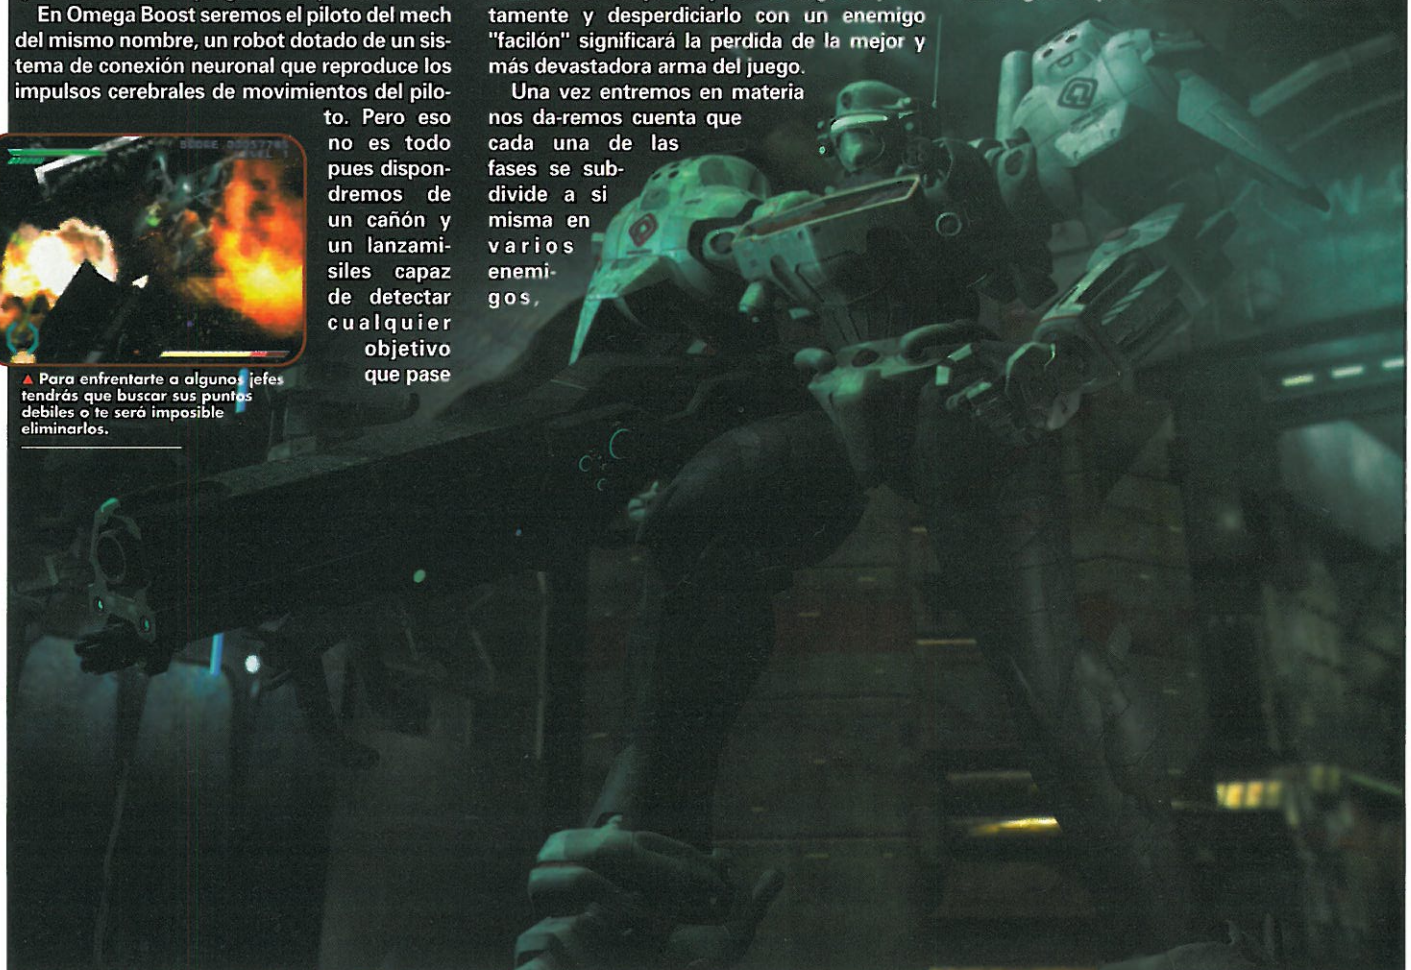 En Omega Boost seremos el piloto del mech
del mismo nombre, un robot dotado de un sis-
tema de conexión neuronal que reproduce los
impulsos cerebrales de movimientos del pilo-
to. Pero eso
no es todo
pues dispon-
dremos de
un cañón y
un lanzami-
siles capaz
de detectar
cualquier
objetivo
que pase
▲ Para enfrentarte a algunos jefes
tendrás que buscar sus puntos
debiles o te será imposible
eliminarlos.
tamente y desperdiciarlo con un enemigo
"facilón" significará la perdida de la mejor y
más devastadora arma del juego.
Una vez entremos en materia
nos da-remos cuenta que
cada una de las
fases se sub-
divide a si
misma en
varios
enemi-
gos,